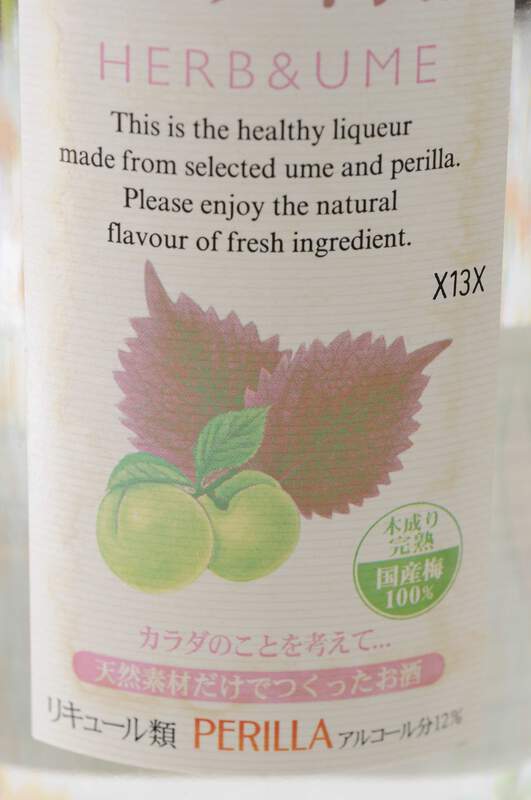 HERB&UME
This is the healthy liqueur
made from selected ume and perilla.
Please enjoy the natural
flavour of fresh ingredient.
X13X
木成り
完熟
国産梅
100%
カラダのことを考えて…
天然素材だけでつくったお酒
リキュール類 PERILLA アルコール分12%